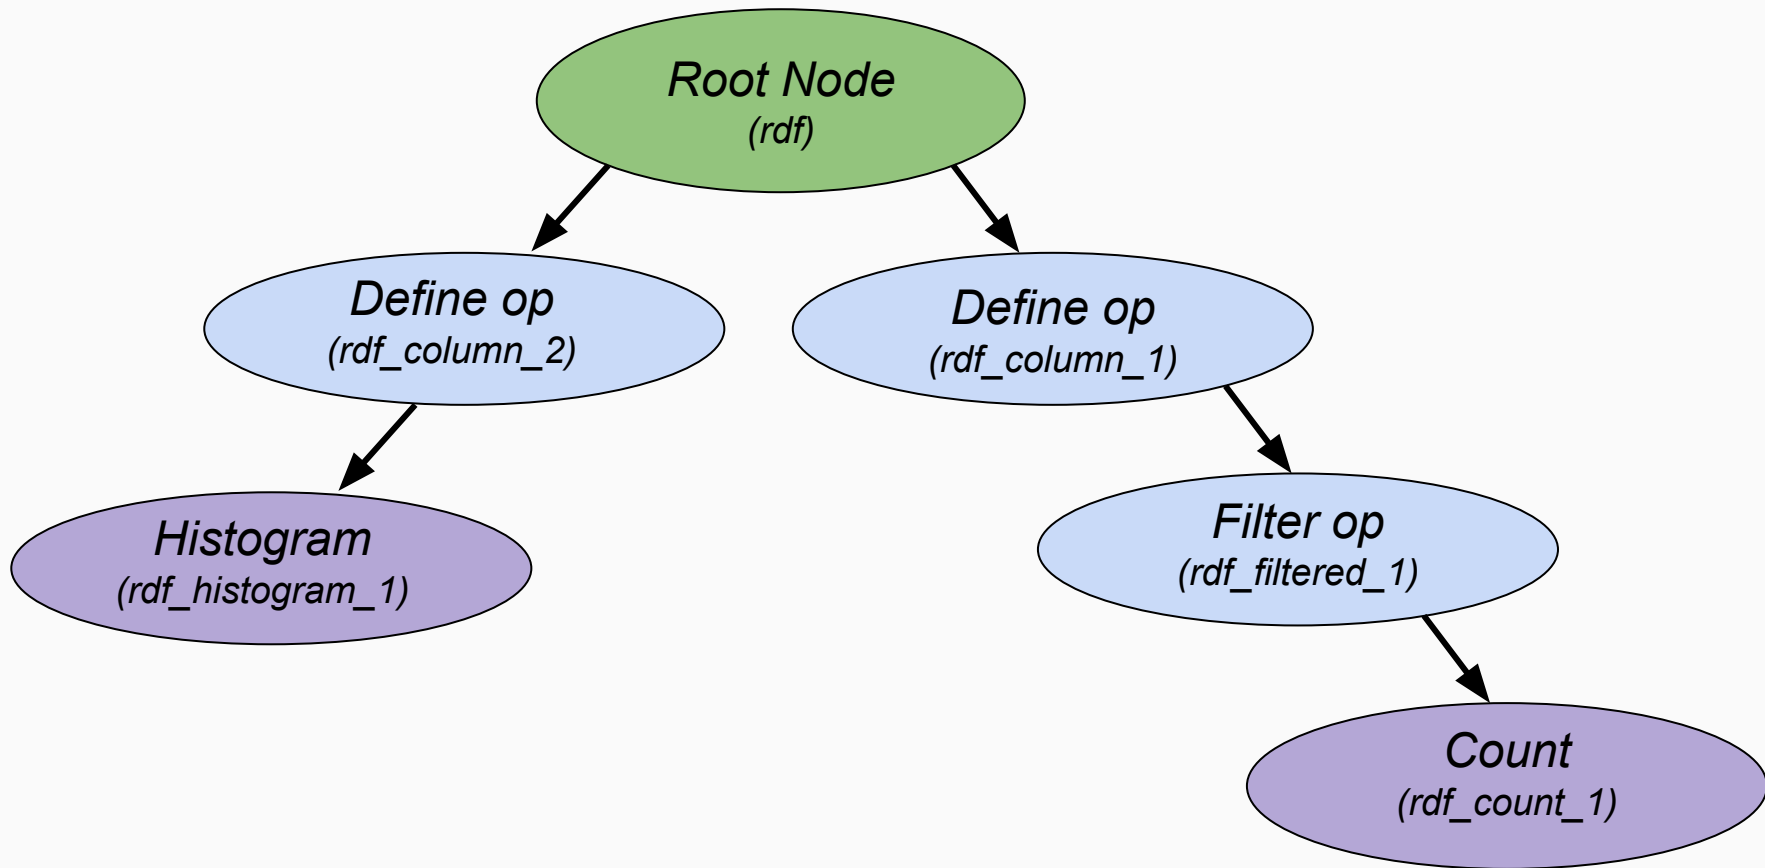 Root Node
(rdf)
Define op
(rdf_column_2)
Define op
(rdf_column_1)
Histogram
(rdf_histogram_1)
Filter op
(rdf_filtered_1)
Count
(rdf_count_1)